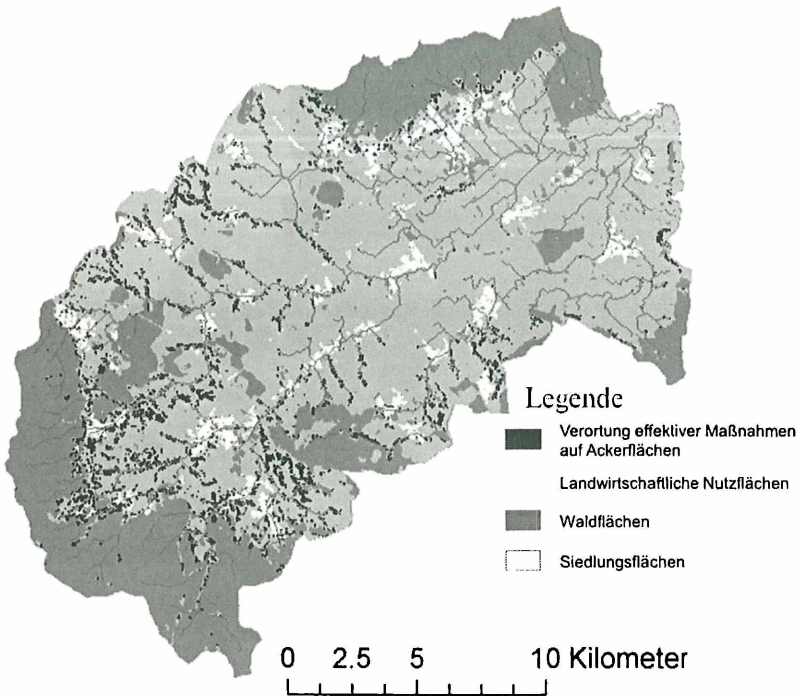 Legende
Verortung effektiver Maßnahmen
auf Ackerflächen
Landwirtschaftliche Nutzflächen
Waldflächen
Siedlungsflächen
0 2.5 5 10 Kilometer